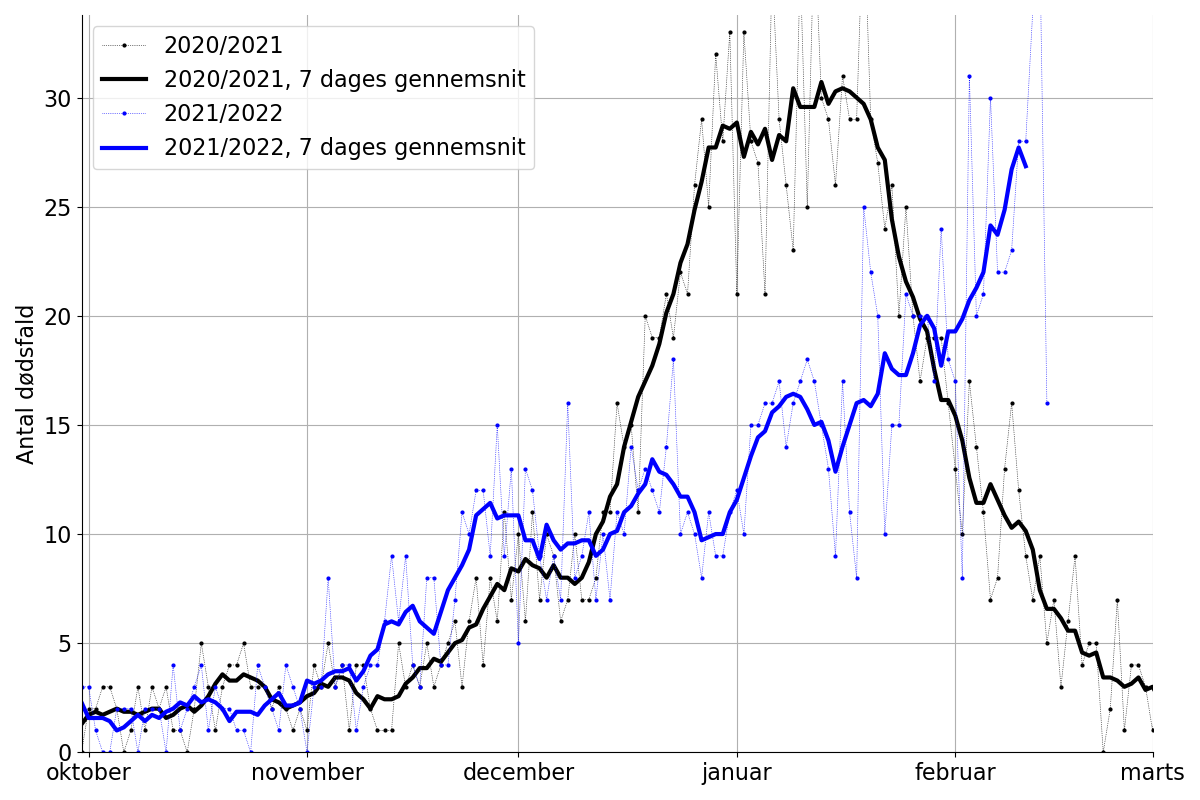 2020/2021
2020/2021, 7 dages gennemsnit
2021/2022
2021/2022, 7 dages gennemsnit
Antal dødsfald
30
25
20
15
10
5
0
oktober november december januar februar marts